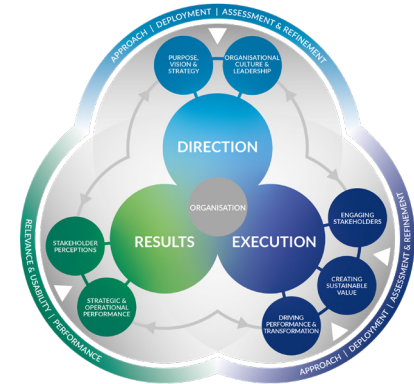 APPROACH | DEPLOYMENT | ASSESSMENT & REFINEMENT
PURPOSE,
VISION &
STRATEGY
ORGANISATIONAL
CULTURE &
LEADERSHIP
DIRECTION
ORGANISATION
RESULTS
EXECUTION
STAKEHOLDER
PERCEPTIONS
STRATEGIC &
OPERATIONAL
PERFORMANCE
ENGAGING
STAKEHOLDERS
CREATING
SUSTAINABLE
VALUE
DRIVING
PERFORMANCE &
TRANSFORMATION
RELEVANCE & USABILITY | PERFORMANCE
APPROACH | DEPLOYMENT | ASSESSMENT & REFINEMENT